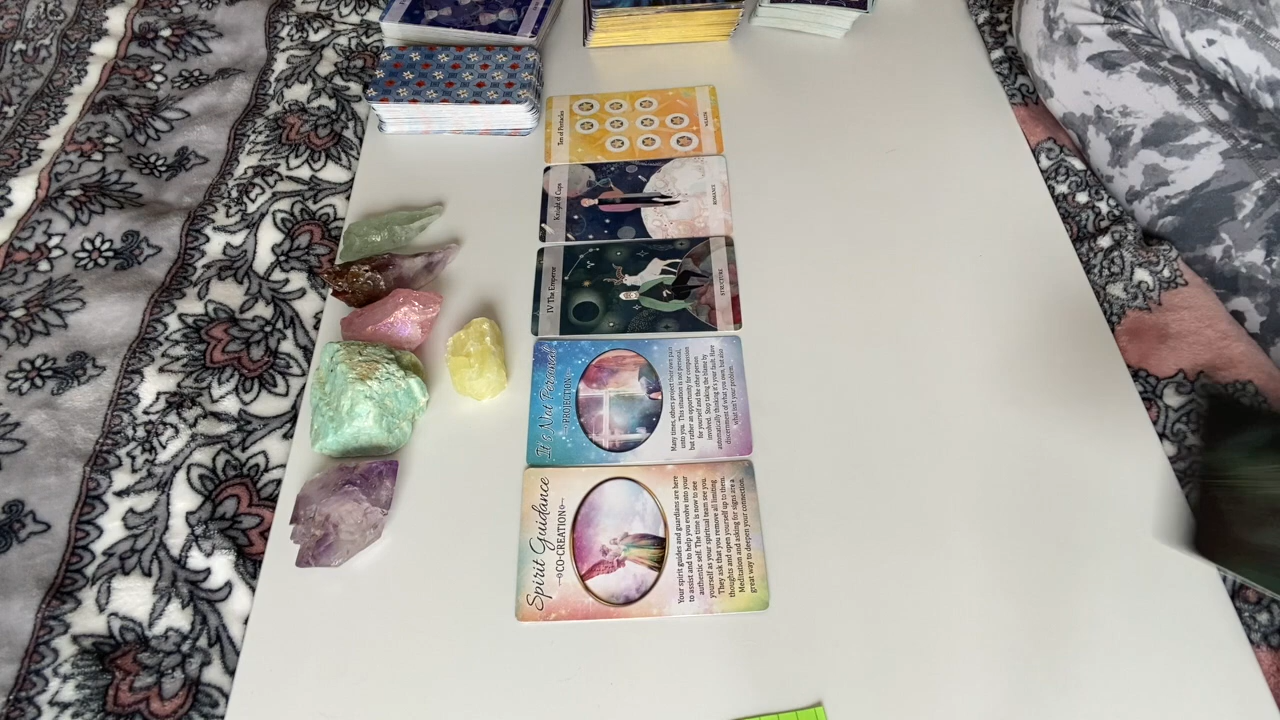 Ten of Pentacles
WEALTH
Knight of Cups
ROMANCE
IV The Emperor
STRUCTURE
It's Not Personal
PROJECTION
Many times, others project their own pain
unto you. This situation is not personal,
but rather an opportunity for compassion
for yourself and the other person
involved. Stop taking the blame by
automatically thinking it's your fault. Have
discernment of what you own, but also
what isn't your problem.
Spirit Guidance
CO-CREATION
Your spirit guides and guardians are here
to assist and to help you evolve into your
authentic self. The time is now to see
yourself as your spiritual team see you.
They ask that you remove all limiting
thoughts and open yourself up to them.
Meditation and asking for signs are a
great way to deepen your connection.